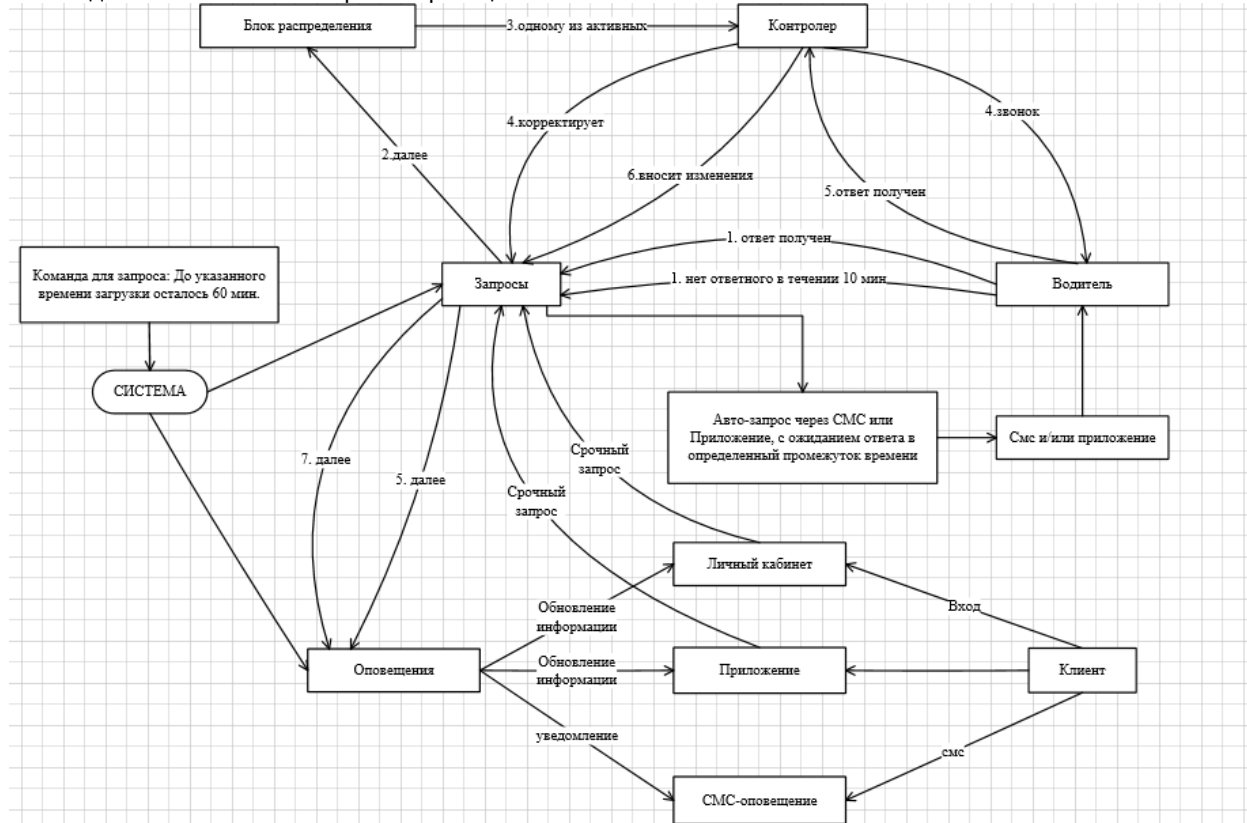 Блок распределения
3.одному из активных
Контролер
4.корректирует
4.звонок
2.далее
6.вносит изменения
5.ответ получен
1. ответ получен
Команда для запроса: До указанного
времени загрузки осталось 60 мин.
Запросы
1. нет ответного в течении 10 мин
Водитель
СИСТЕМА
Авто-запрос через СМС или
Приложение, с ожиданием ответа в
определенный промежуток времени
Смс и/или приложение
7. далее
5. далее
Срочный
запрос
Срочный
запрос
Личный кабинет
Обновление
информации
Вход
Оповещения
Обновление
информации
Приложение
Клиент
уведомление
смс
СМС-оповещение